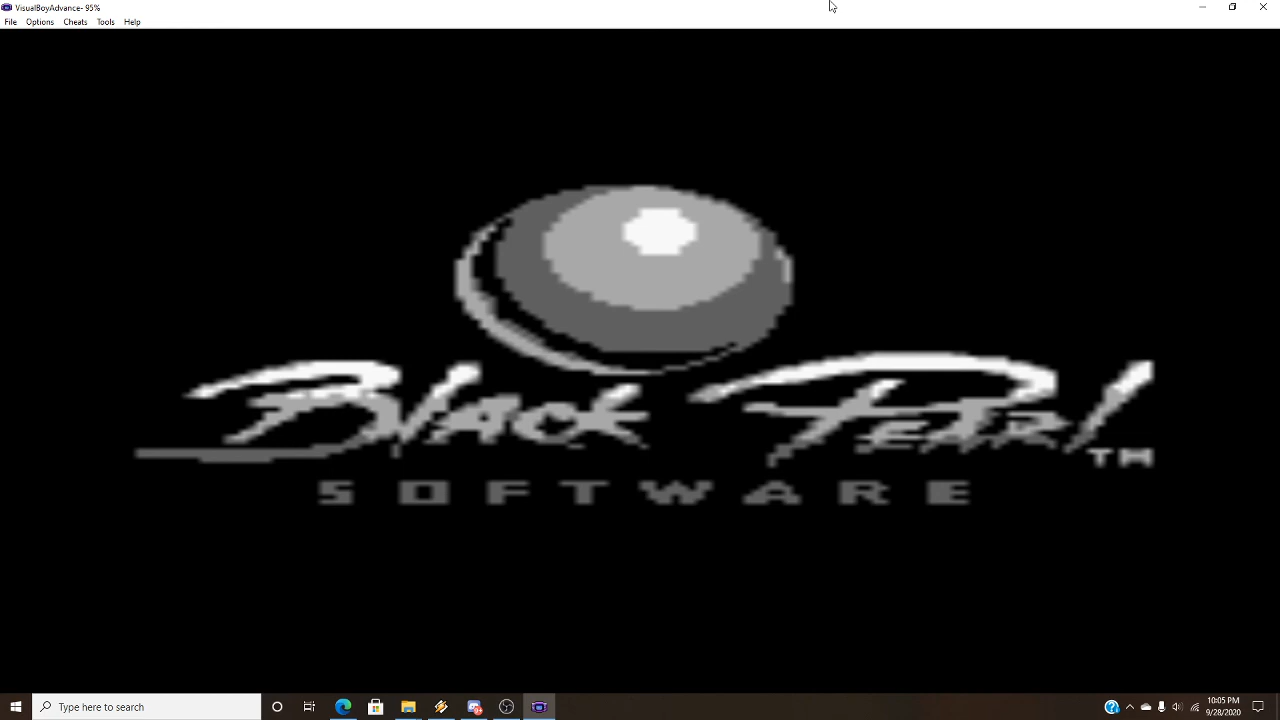 VisualBoyAdvance- 95%
File Options Cheats Tools Help
Black Pearl TM
SOFTWARE
Type here to search
10:05 PM
9/28/2020